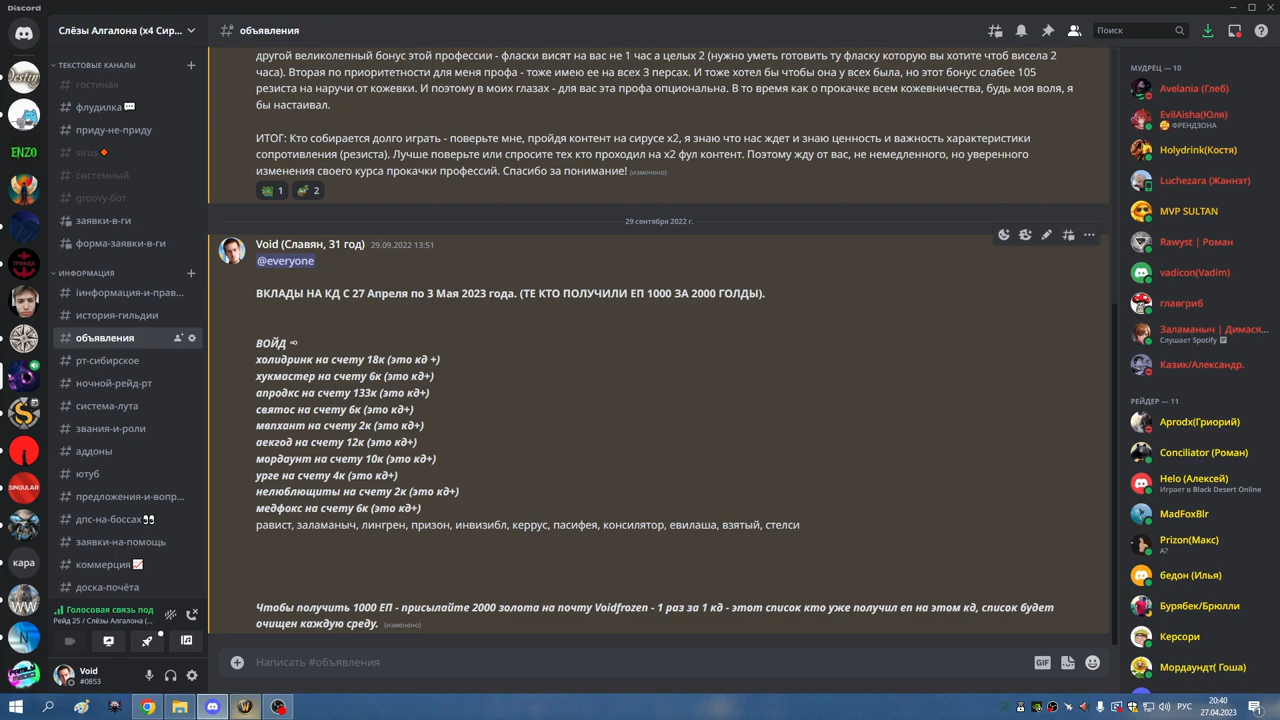 Discord
Слёзы Алгалона (x4 Сир...
объявления
Поиск
ТЕКСТОВЫЕ КАНАЛЫ
гостиная
флудилка
приду-не-приду
sirus
системный
groovy-бот
заявки-в-ги
форма-заявки-в-ги
ИНФОРМАЦИЯ
іинформация-и-прав...
история-гильдии
объявления
рт-сибирское
ночной-рейд-рт
система-лута
звания-и-роли
аддоны
ютуб
предложения-и-вопр...
дпс-на-боссах
заявки-на-помощь
коммерция
доска-почёта
Голосовая связь под
Рейд 25 / Слёзы Алгалона (...
Void
#0853
ENZO
ПРИАДА
SINGULAR
кара
WW
другой великолепный бонус этой профессии - фласки висят на вас не 1 час а целых 2 (нужно уметь готовить ту фласку которую вы хотите чтоб висела 2
часа). Вторая по приоритетности для меня профа - тоже имею ее на всех 3 персах. И тоже хотел бы чтобы она у всех была, но этот бонус слабее 105
резиста на наручи от кожевки. И поэтому в моих глазах - для вас эта профа опциональна. В то время как о прокачке всем кожевничества, будь моя воля, я
бы настаивал.
ИТОГ: Кто собирается долго играть - поверьте мне, пройдя контент на сирусе x2, я знаю что нас ждет и знаю ценность и важность характеристики
сопротивления (резиста). Лучше поверьте или спросите тех кто проходил на x2 фул контент. Поэтому жду от вас, не немедленного, но уверенного
изменения своего курса прокачки профессий. Спасибо за понимание! (изменено)
1
2
29 сентября 2022 г.
Void (Славян, 31 год) 29.09.2022 13:51
@everyone
ВКЛАДЫ НА КД С 27 Апреля по 3 Мая 2023 года. (ТЕ КТО ПОЛУЧИЛИ ЕП 1000 ЗА 2000 ГОЛДЫ).
ВОЙД ∞
холидринк на счету 18к (это кд +)
хукмастер на счету 6к (это кд+)
апродкс на счету 133к (это кд+)
святос на счету 6к (это кд+)
мвпхант на счету 2к (это кд+)
аекгод на счету 12к (это кд+)
мордаунт на счету 10к (это кд+)
урге на счету 4к (это кд+)
нелюблющиты на счету 2к (это кд+)
медфокс на счету 6к (это кд+)
равист, заламаныч, лингрен, призон, инвизибл, керрус, пасифея, консилятор, евилаша, взятый, стелси
Чтобы получить 1000 ЕП - присылайте 2000 золота на почту Voidfrozen - 1 раз за 1 кд - этот список кто уже получил еп на этом кд, список будет
очищен каждую среду. (изменено)
Написать #объявления
GIF
МУДРЕЦ — 10
Avelania (Глеб)
EvilAisha(Юля)
ФРЕНДЗОНА
Holydrink(Костя)
Luchezara (Жаннэт)
MVP SULTAN
Rawyst | Роман
vadicon(Vadim)
главгриб
Заламаныч | Димася...
Слушает Spotify
Казик/Александр.
РЕЙДЕР — 11
Aprodx(Гриорий)
Conciliator (Роман)
Helo (Алексей)
Играет в Black Desert Online
MadFoxBlr
Prizon(Макс)
А?
бедон (Илья)
Бурябек/Брюлли
Керсори
Мордаундт( Гоша)
РУС
20:40
27.04.2023
1